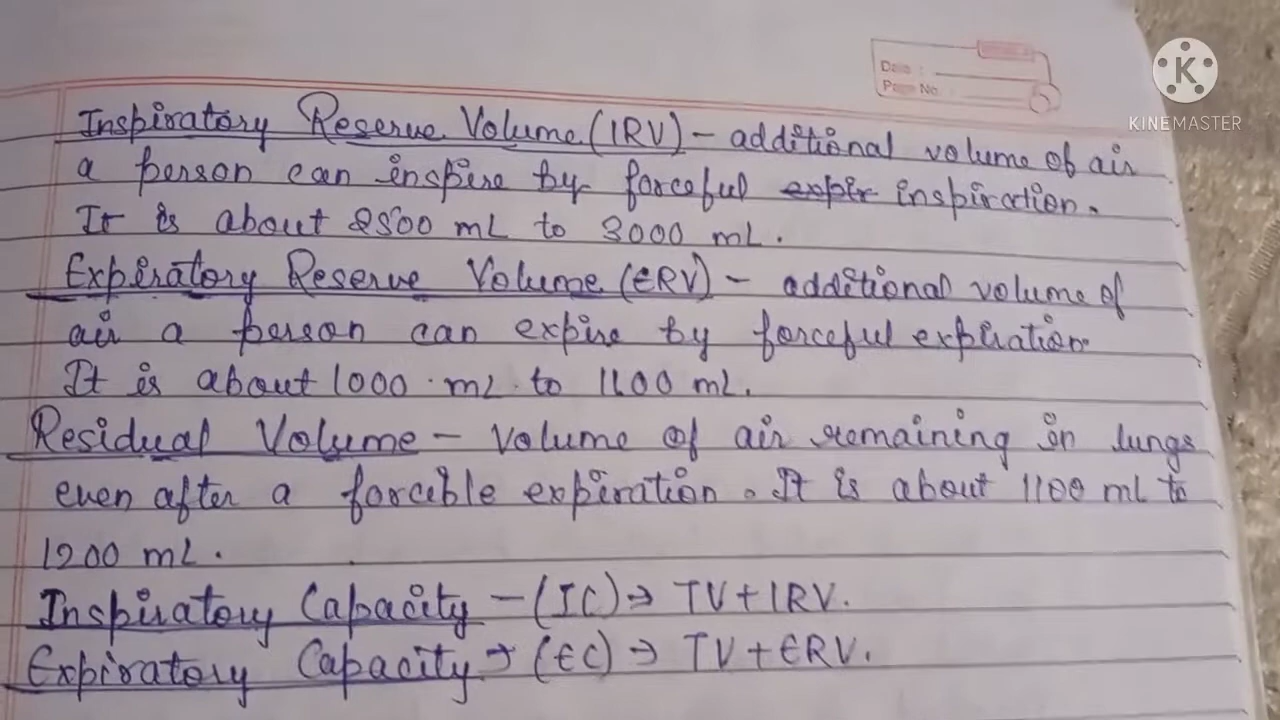 Date :
Page No. :
K
KINEMASTER
Inspiratory Reserve Volume (IRV) - additional volume of air
a person can inspire by forceful expir inspiration.
It is about 2500 mL to 3000 mL.
Expiratory Reserve Volume (ERV) - additional volume of
air a person can expire by forceful expiration
It is about 1000 mL to 1100 mL.
Residual Volume - Volume of air remaining in lungs
even after a forcible expiration. It is about 1100 mL to
1200 mL.
Inspiratory Capacity - (IC) → TV + IRV.
Expiratory Capacity → (EC) → TV + ERV.